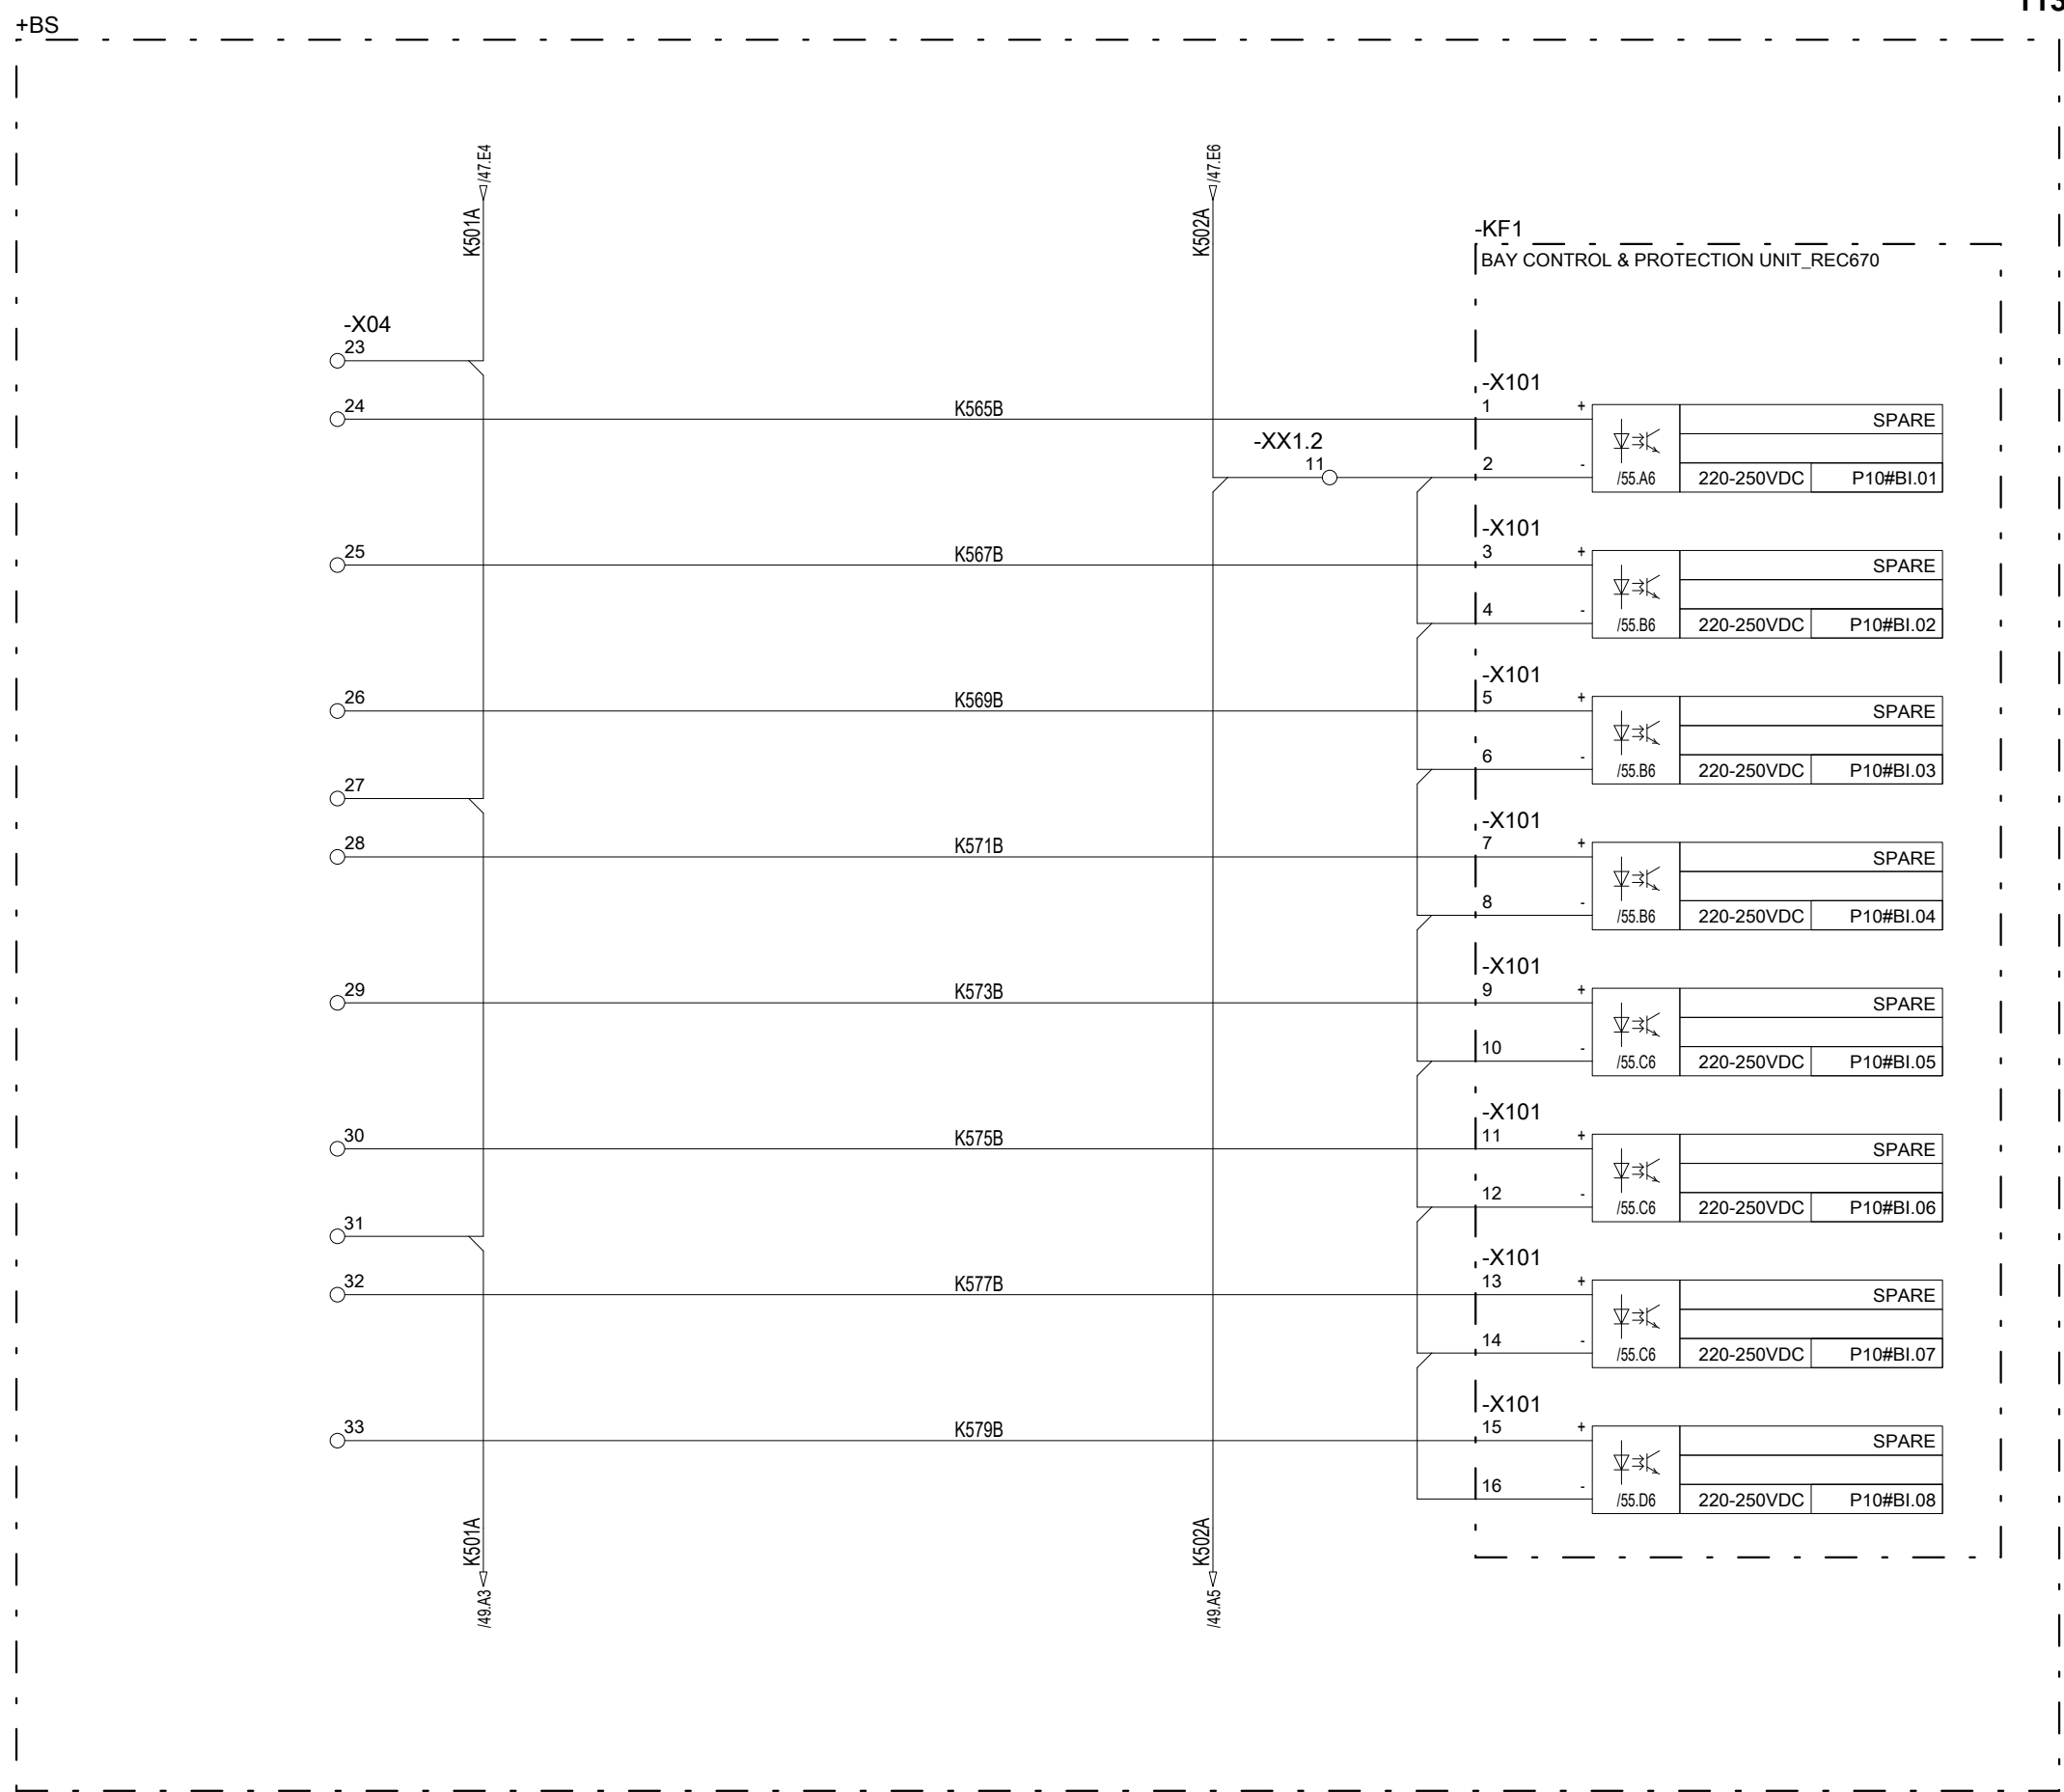 +BS
/47.E4
/47.E6
K501A
K502A
-KF1
BAY CONTROL & PROTECTION UNIT_REC670
-X04
23
-X101
24
K565B
1
+
SPARE
-XX1.2
11
2
-
/55.A6
220-250VDC
P10#BI.01
-X101
25
K567B
3
+
SPARE
4
-
/55.B6
220-250VDC
P10#BI.02
-X101
26
K569B
5
+
SPARE
6
-
/55.B6
220-250VDC
P10#BI.03
27
-X101
28
K571B
7
+
SPARE
8
-
/55.B6
220-250VDC
P10#BI.04
-X101
29
K573B
9
+
SPARE
10
-
/55.C6
220-250VDC
P10#BI.05
-X101
30
K575B
11
+
SPARE
12
-
/55.C6
220-250VDC
P10#BI.06
31
-X101
32
K577B
13
+
SPARE
14
-
/55.C6
220-250VDC
P10#BI.07
-X101
33
K579B
15
+
SPARE
16
-
/55.D6
220-250VDC
P10#BI.08
K501A
K502A
/49.A3
/49.A5